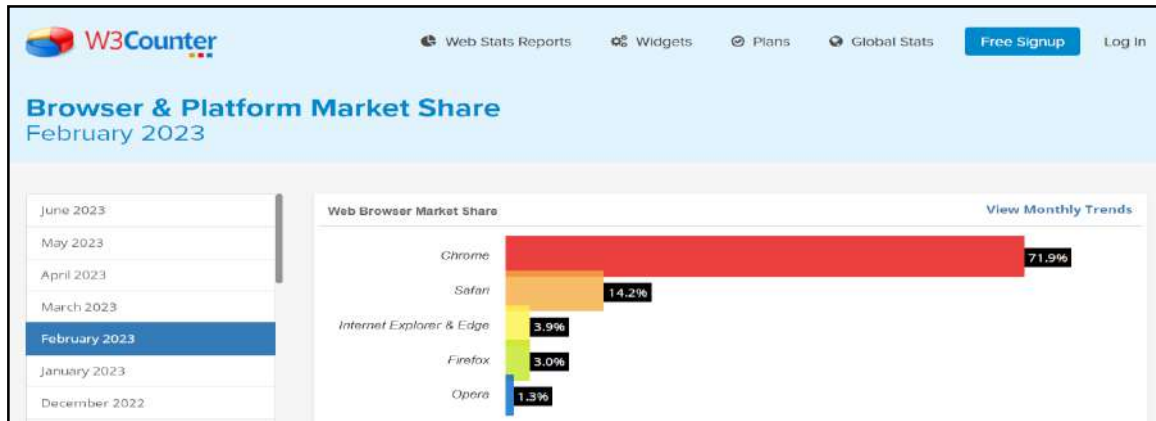 W3Counter
Web Stats Reports Widgets Plans Global Stats Free Signup Log In
Browser & Platform Market Share
February 2023
June 2023
May 2023
April 2023
March 2023
February 2023
January 2023
December 2022
Web Browser Market Share View Monthly Trends
Chrome 71.9%
Safari 14.2%
Internet Explorer & Edge 3.9%
Firefox 3.0%
Opera 1.3%